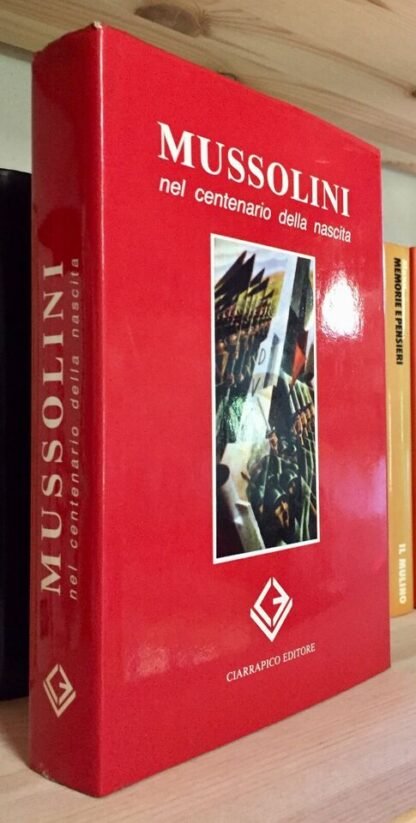 MUSSOLINI
nel centenario della nascita
CIARRAPICO EDITORE
MUSSOLINI
nel centenario della nascita
MEMORIE E PENSIERI
IL MULINO